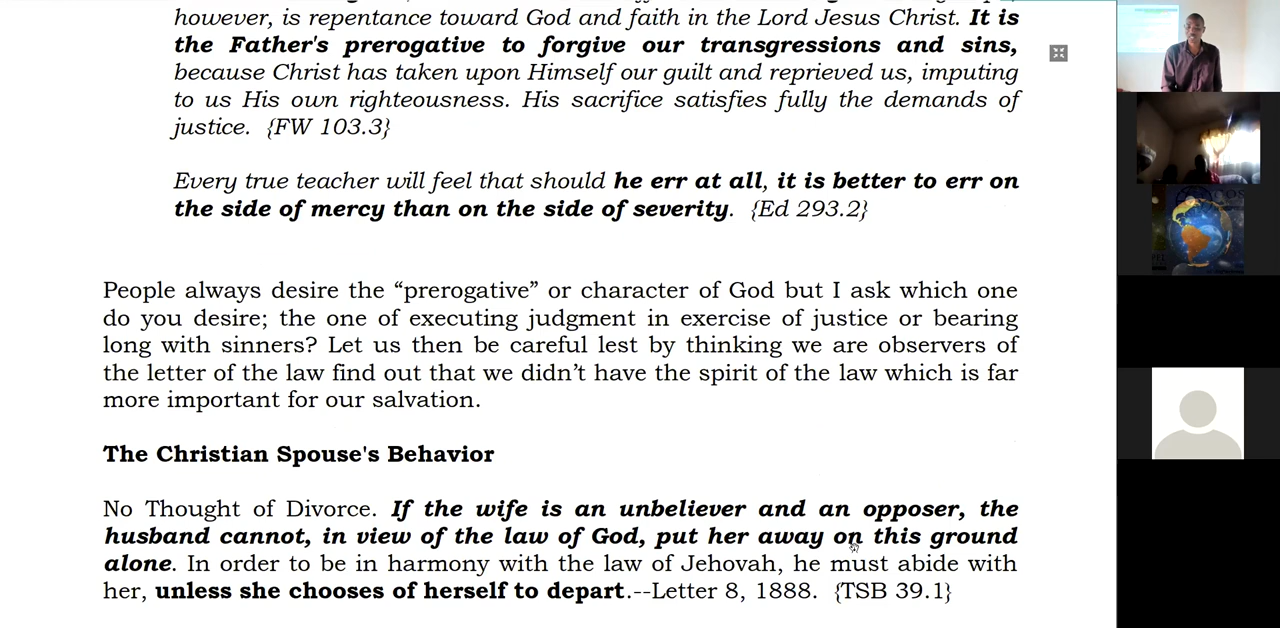 however, is repentance toward God and faith in the Lord Jesus Christ. It is
the Father's prerogative to forgive our transgressions and sins,
because Christ has taken upon Himself our guilt and reprieved us, imputing
to us His own righteousness. His sacrifice satisfies fully the demands of
justice. {FW 103.3}
Every true teacher will feel that should he err at all, it is better to err on
the side of mercy than on the side of severity. {Ed 293.2}
People always desire the “prerogative” or character of God but I ask which one
do you desire; the one of executing judgment in exercise of justice or bearing
long with sinners? Let us then be careful lest by thinking we are observers of
the letter of the law find out that we didn’t have the spirit of the law which is far
more important for our salvation.
The Christian Spouse's Behavior
No Thought of Divorce. If the wife is an unbeliever and an opposer, the
husband cannot, in view of the law of God, put her away on this ground
alone. In order to be in harmony with the law of Jehovah, he must abide with
her, unless she chooses of herself to depart.--Letter 8, 1888. {TSB 39.1}